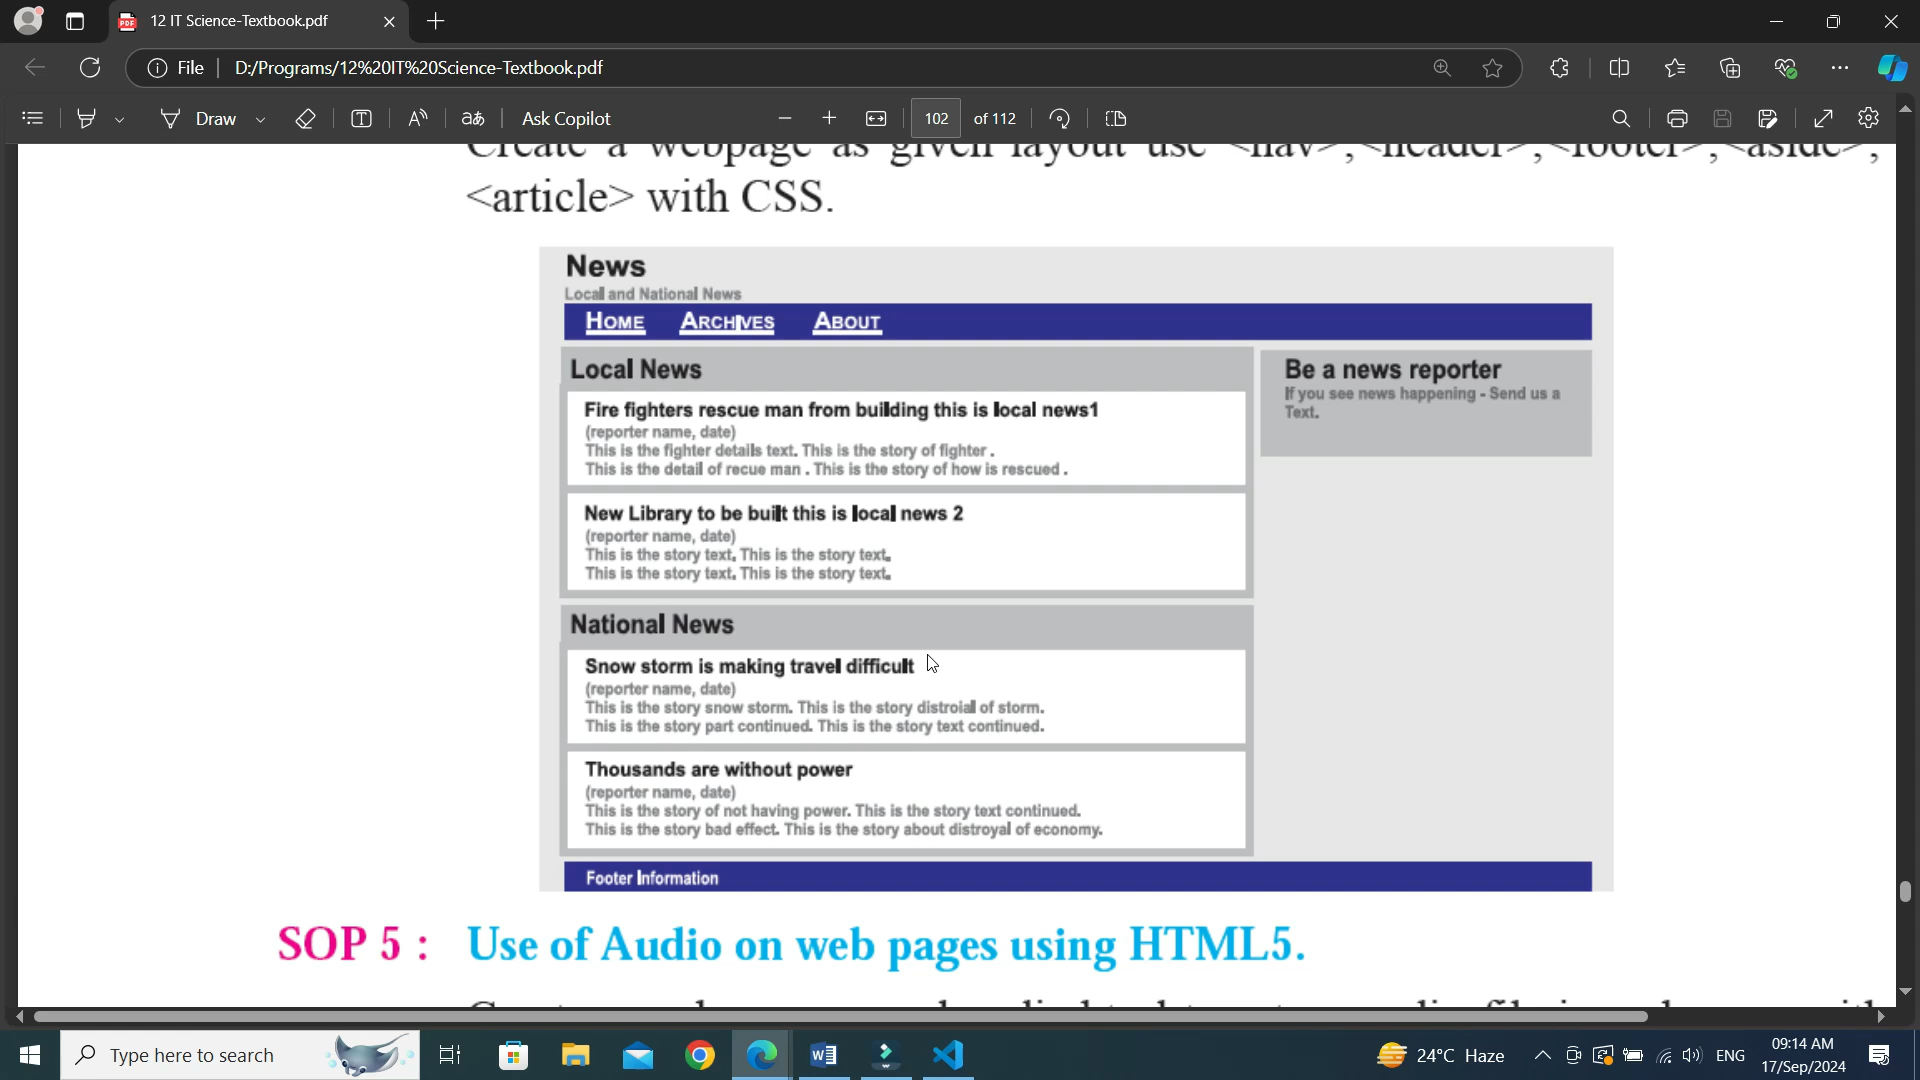 12 IT Science-Textbook.pdf
File D:/Programs/12%20IT%20Science-Textbook.pdf
Draw Ask Copilot 102 of 112
Create a webpage as given layout use <nav>,<header>,<footer>,<aside>,
<article> with CSS.
News
Local and National News
HOME ARCHIVES ABOUT
Local News
Fire fighters rescue man from building this is local news1
(reporter name, date)
This is the fighter details text. This is the story of fighter .
This is the detail of recue man . This is the story of how is rescued .
New Library to be built this is local news 2
(reporter name, date)
This is the story text. This is the story text.
This is the story text. This is the story text.
Be a news reporter
If you see news happening - Send us a
Text.
National News
Snow storm is making travel difficult
(reporter name, date)
This is the story snow storm. This is the story distroial of storm.
This is the story part continued. This is the story text continued.
Thousands are without power
(reporter name, date)
This is the story of not having power. This is the story text continued.
This is the story bad effect. This is the story about distroyal of economy.
Footer Information
SOP 5 : Use of Audio on web pages using HTML5.
Type here to search
24°C Haze
ENG
09:14 AM
17/Sep/2024